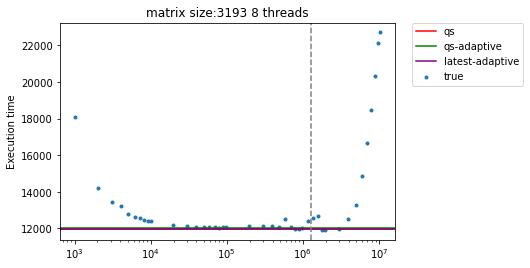 matrix size:3193 8 threads
Execution time
22000
20000
18000
16000
14000
12000
10³
10⁴
10⁵
10⁶
10⁷
qs
qs-adaptive
latest-adaptive
true